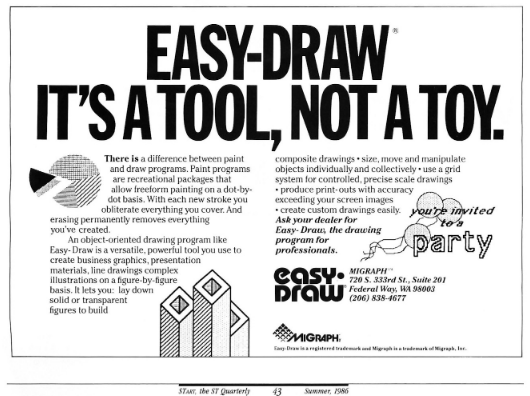 EASY-DRAW®
IT'S A TOOL, NOT A TOY.
There is a difference between paint
and draw programs. Paint programs
are recreational packages that
allow freeform painting on a dot-by-
dot basis. With each new stroke you
obliterate everything you cover. And
erasing permanently removes everything
you've created.
An object-oriented drawing program like
Easy-Draw is a versatile, powerful tool you use to
create business graphics, presentation
materials, line drawings complex
illustrations on a figure-by-figure
basis. It lets you: lay down
solid or transparent
figures to build
composite drawings • size, move and manipulate
objects individually and collectively • use a grid
system for controlled, precise scale drawings
• produce print-outs with accuracy
exceeding your screen images
• create custom drawings easily.
Ask your dealer for
Easy-Draw, the drawing
program for
professionals.
you're invited
to a
party
easy-
Draw®
MIGRAPH™
720 S. 333rd St., Suite 201
Federal Way, WA 98003
(206) 838-4677
MIGRAPH,
Easy-Draw is a registered trademark and Migraph is a trademark of Migraph, Inc.
START, the ST Quarterly 43 Summer, 1986